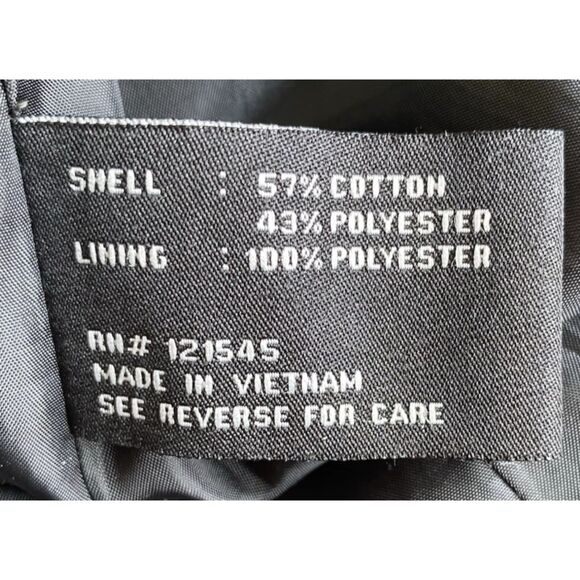 SHELL : 57% COTTON
43% POLYESTER
LINING : 100% POLYESTER
RN# 121545
MADE IN VIETNAM
SEE REVERSE FOR CARE